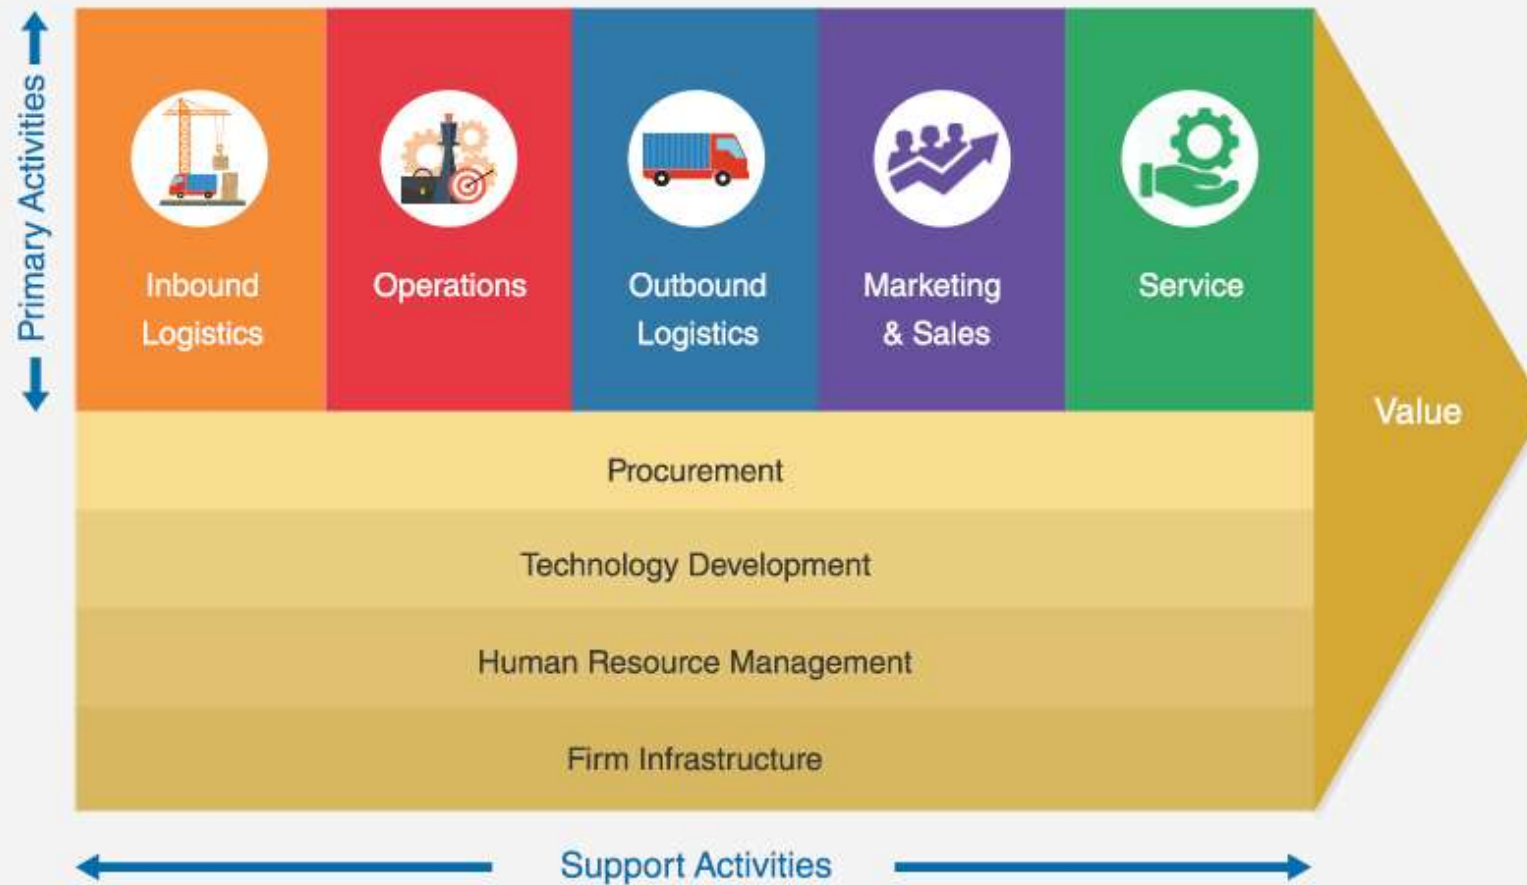 Primary Activities
Inbound
Logistics
Operations
Outbound
Logistics
Marketing
& Sales
Service
Value
Procurement
Technology Development
Human Resource Management
Firm Infrastructure
Support Activities